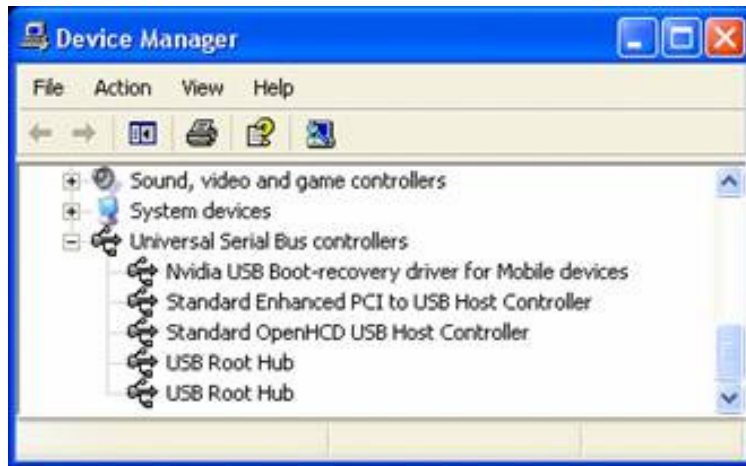 Device Manager
File Action View Help
Sound, video and game controllers
System devices
Universal Serial Bus controllers
Nvidia USB Boot-recovery driver for Mobile devices
Standard Enhanced PCI to USB Host Controller
Standard OpenHCD USB Host Controller
USB Root Hub
USB Root Hub